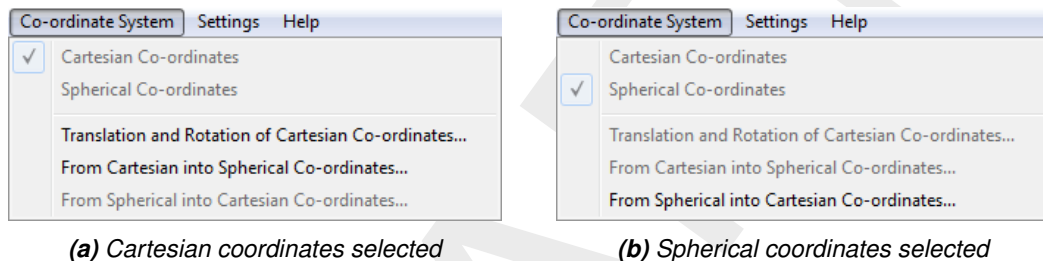 Co-ordinate System Settings Help
✓ Cartesian Co-ordinates
Spherical Co-ordinates
Translation and Rotation of Cartesian Co-ordinates...
From Cartesian into Spherical Co-ordinates...
From Spherical into Cartesian Co-ordinates...
(a) Cartesian coordinates selected
Co-ordinate System Settings Help
Cartesian Co-ordinates
✓ Spherical Co-ordinates
Translation and Rotation of Cartesian Co-ordinates...
From Cartesian into Spherical Co-ordinates...
From Spherical into Cartesian Co-ordinates...
(b) Spherical coordinates selected